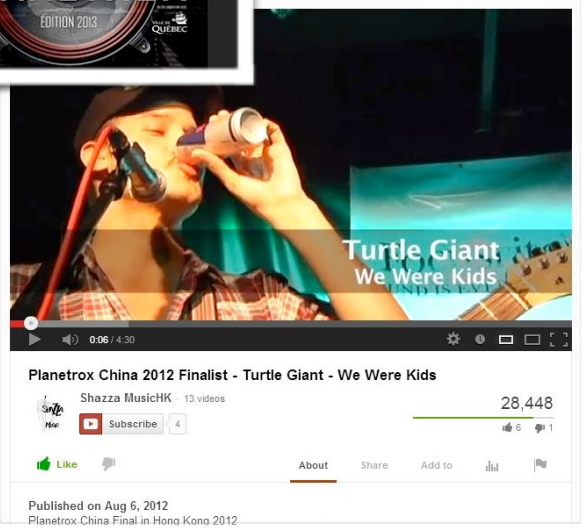 ÉDITION 2013
VILLE DE
QUÉBEC
Turtle Giant
We Were Kids
0:06 / 4:30
Planetrox China 2012 Finalist - Turtle Giant - We Were Kids
Shazza MusicHK · 13 videos
Subscribe 4
28,448
6 1
Like
About Share Add to
Published on Aug 6, 2012
Planetrox China Final in Hong Kong 2012